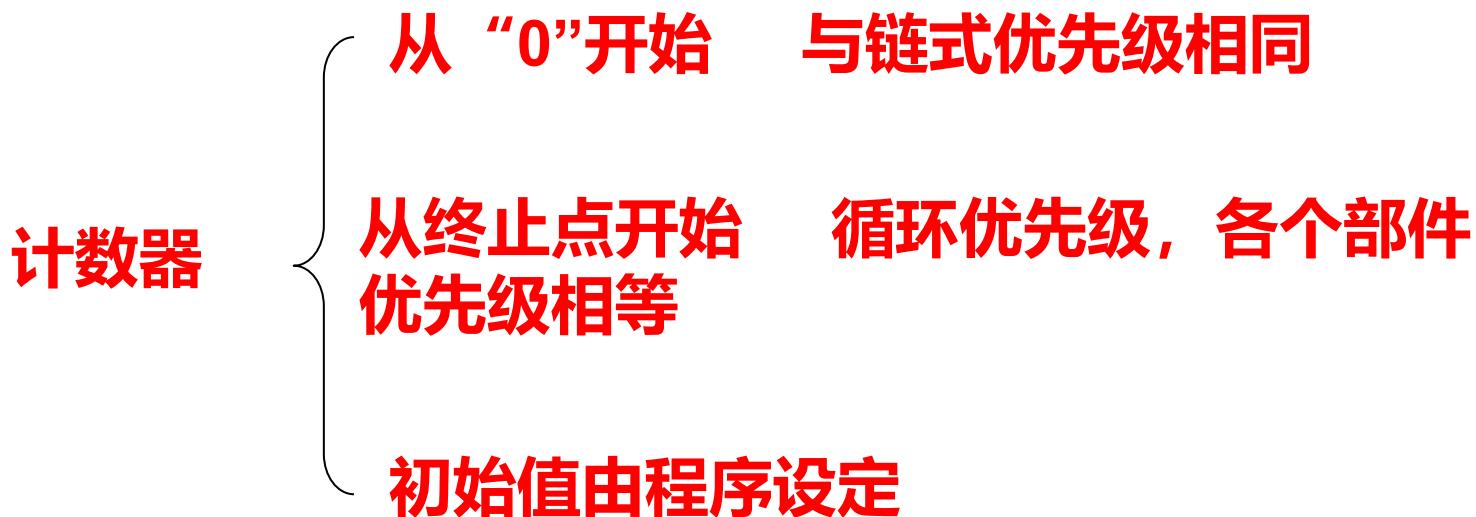 从“0”开始 与链式优先级相同
计数器
从终止点开始 循环优先级，各个部件
优先级相等
初始值由程序设定